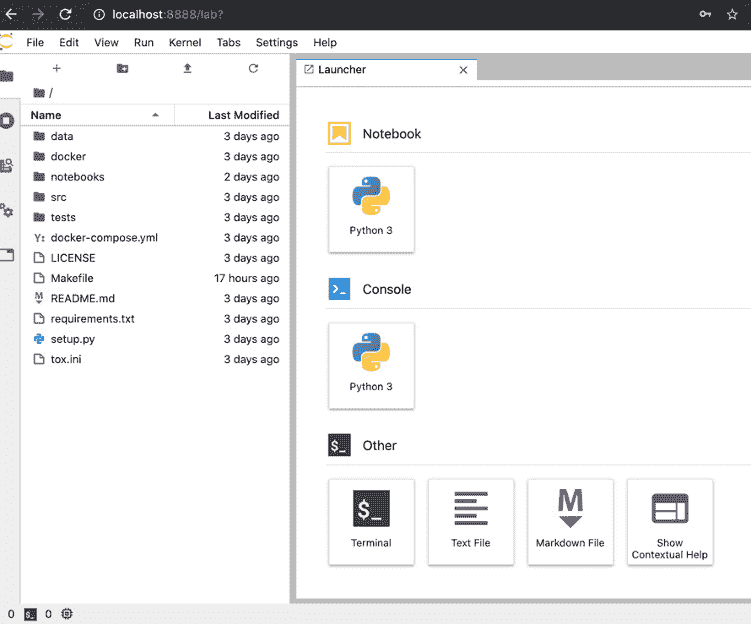 localhost:8888/lab?
File Edit View Run Kernel Tabs Settings Help
Launcher
/
Name Last Modified
data 3 days ago
docker 3 days ago
notebooks 2 days ago
src 3 days ago
tests 3 days ago
docker-compose.yml 3 days ago
LICENSE 3 days ago
Makefile 17 hours ago
README.md 3 days ago
requirements.txt 3 days ago
setup.py 3 days ago
tox.ini 3 days ago
Notebook
Python 3
Console
Python 3
$_ Other
$_
Terminal
Text File
M
Markdown File
Show
Contextual Help
0 $_ 0